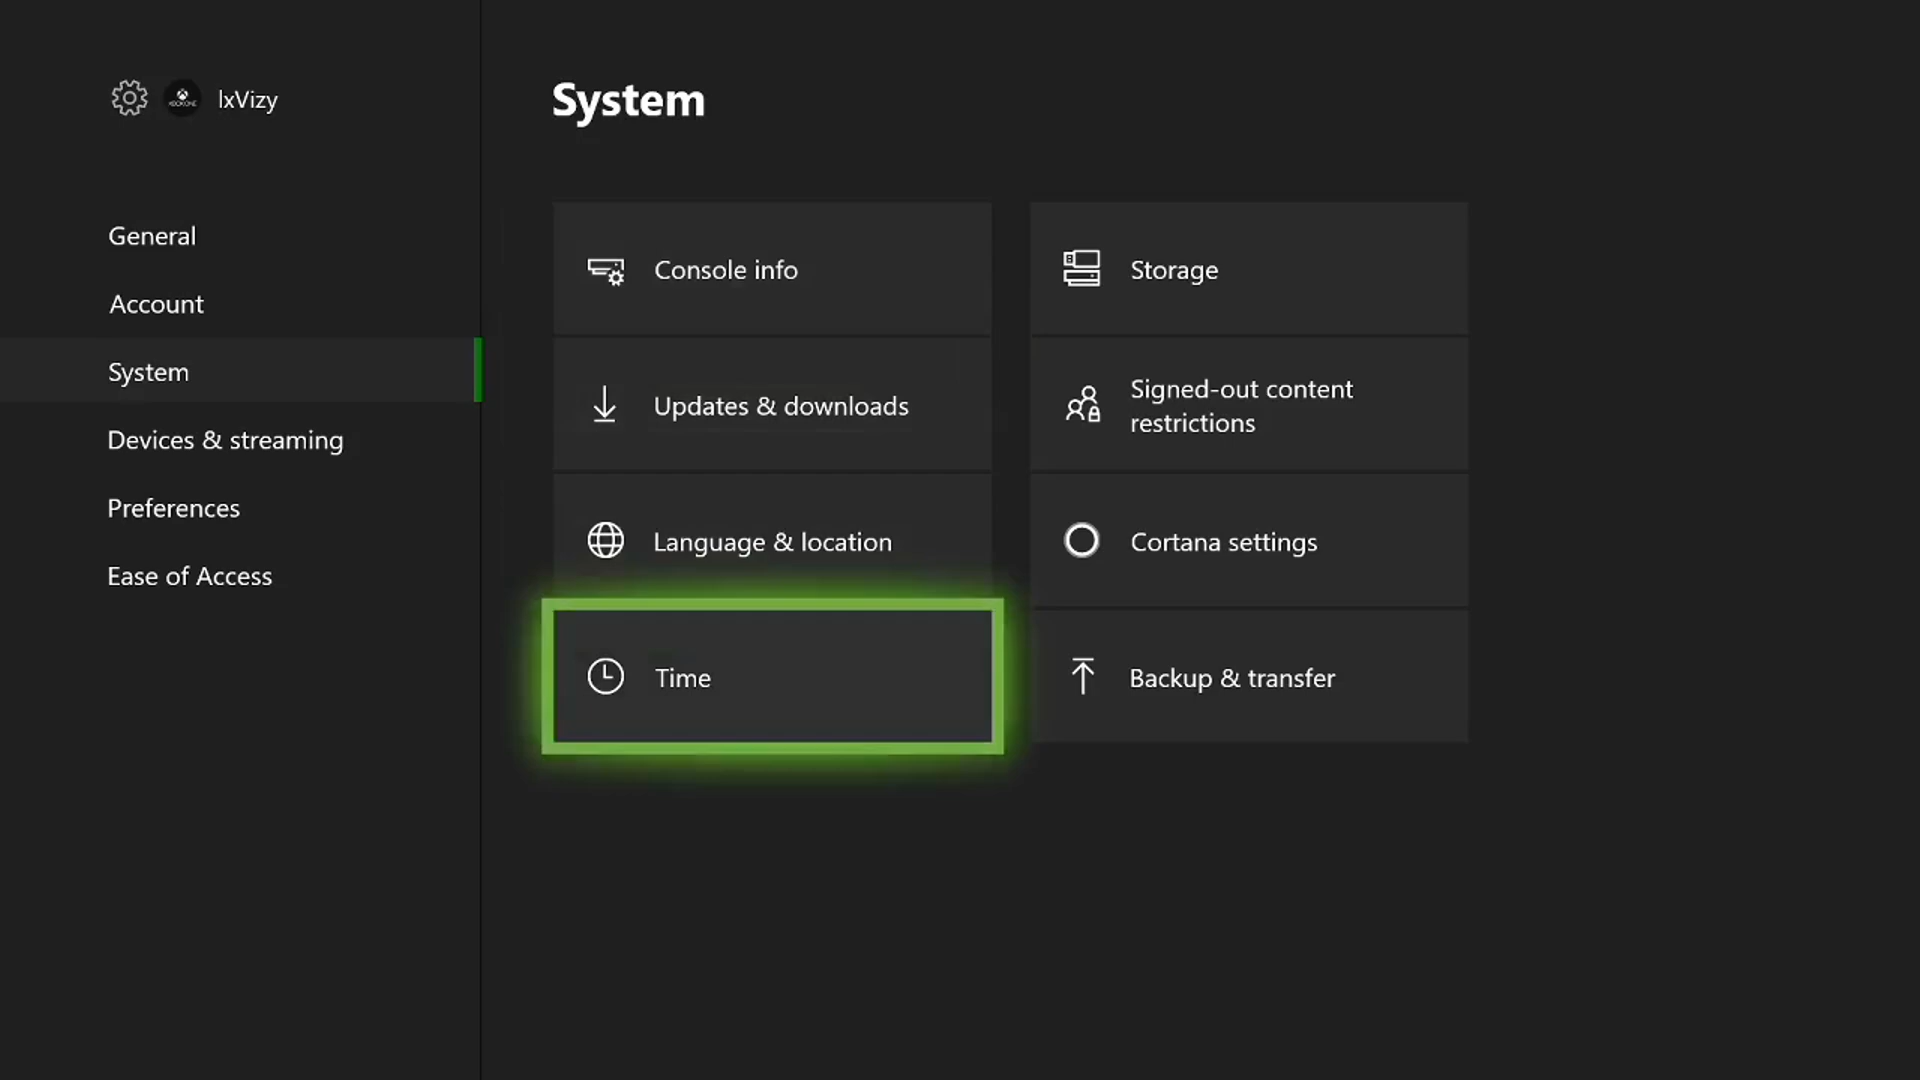 lxVizy
General
Account
System
Devices & streaming
Preferences
Ease of Access
System
Console info
Updates & downloads
Language & location
Time
Storage
Signed-out content
restrictions
Cortana settings
Backup & transfer